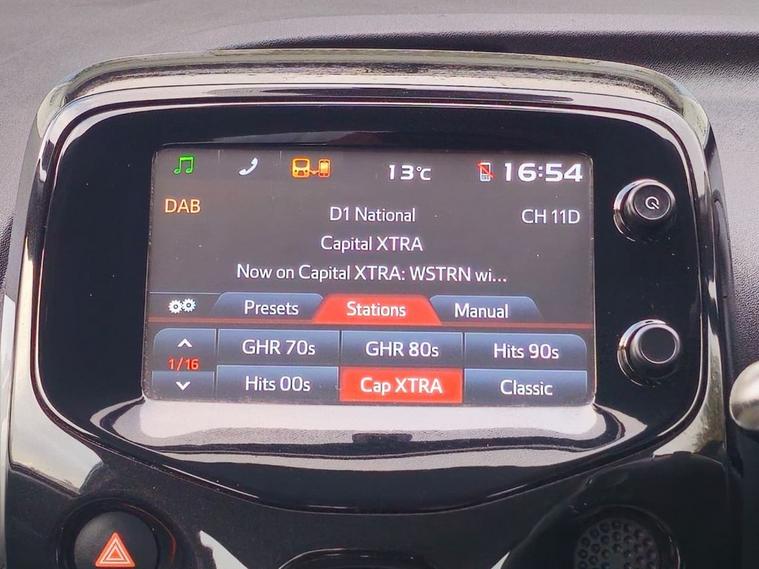 13°C 16:54
DAB D1 National CH 11D
Capital XTRA
Now on Capital XTRA: WSTRN wi...
Presets Stations Manual
GHR 70s GHR 80s Hits 90s
1/16
Hits 00s Cap XTRA Classic